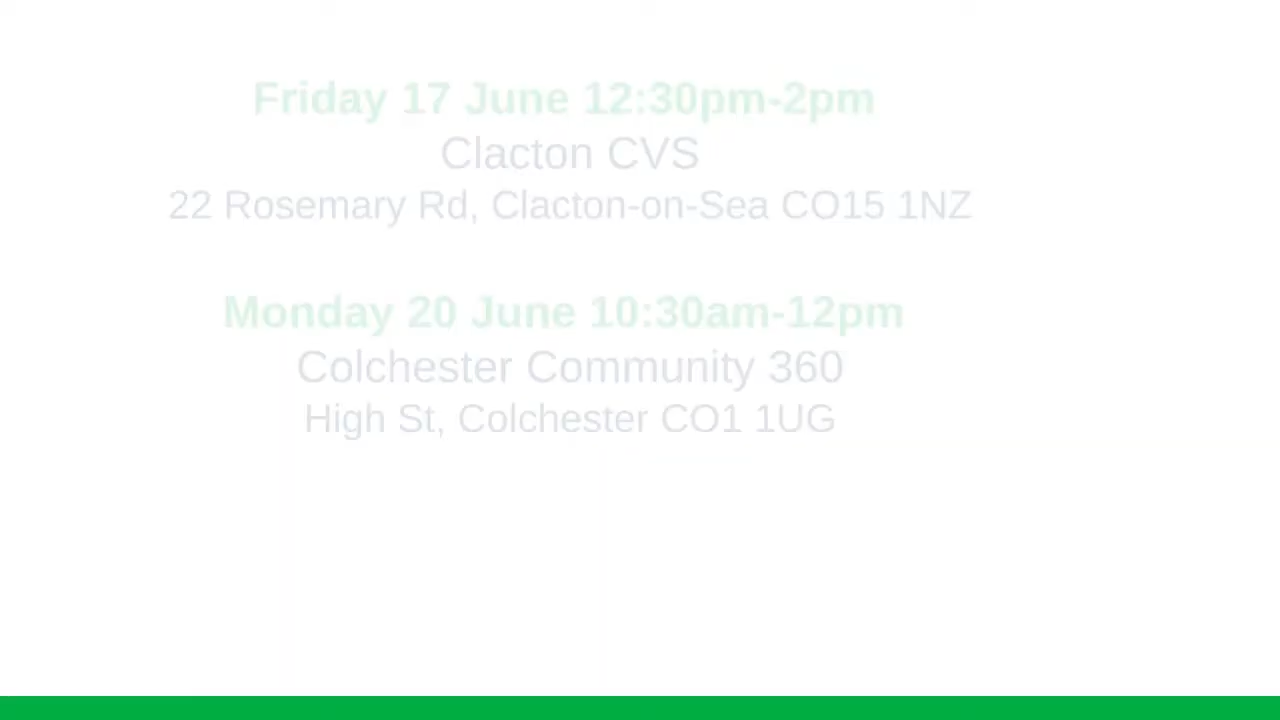 Friday 17 June 12:30pm-2pm
Clacton CVS
22 Rosemary Rd, Clacton-on-Sea CO15 1NZ
Monday 20 June 10:30am-12pm
Colchester Community 360
High St, Colchester CO1 1UG